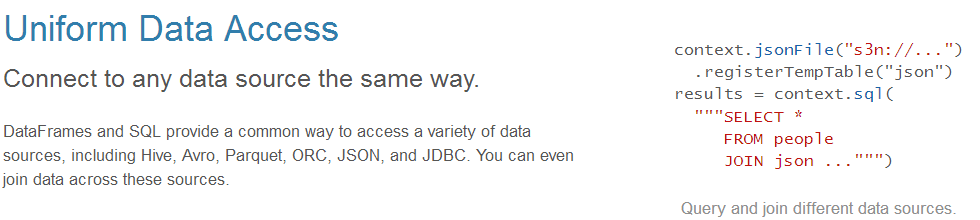 Uniform Data Access
Connect to any data source the same way.
DataFrames and SQL provide a common way to access a variety of data
sources, including Hive, Avro, Parquet, ORC, JSON, and JDBC. You can even
join data across these sources.
context.jsonFile("s3n://...")
.registerTempTable("json")
results = context.sql(
"""SELECT *
FROM people
JOIN json ...""")
Query and join different data sources.